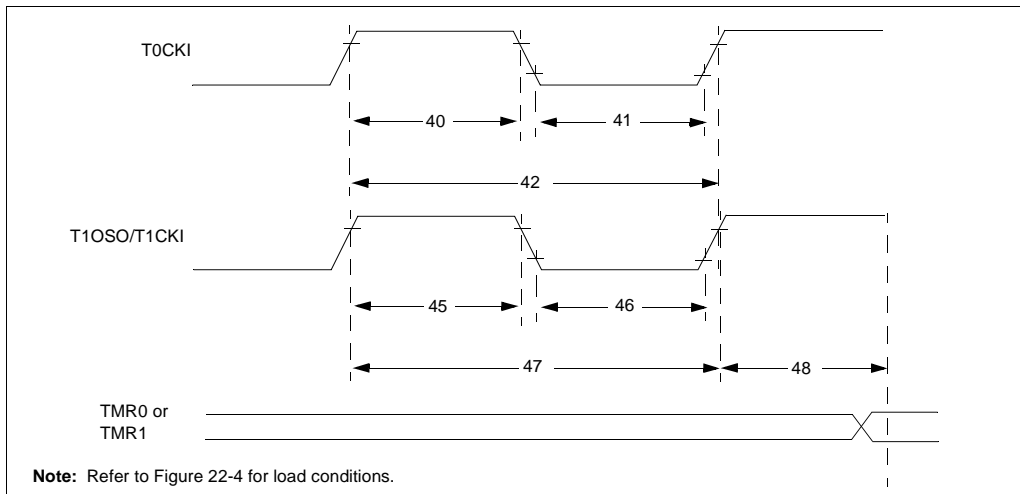 T0CKI
40
41
42
T1OSO/T1CKI
45
46
47
48
TMR0 or
TMR1
Note: Refer to Figure 22-4 for load conditions.